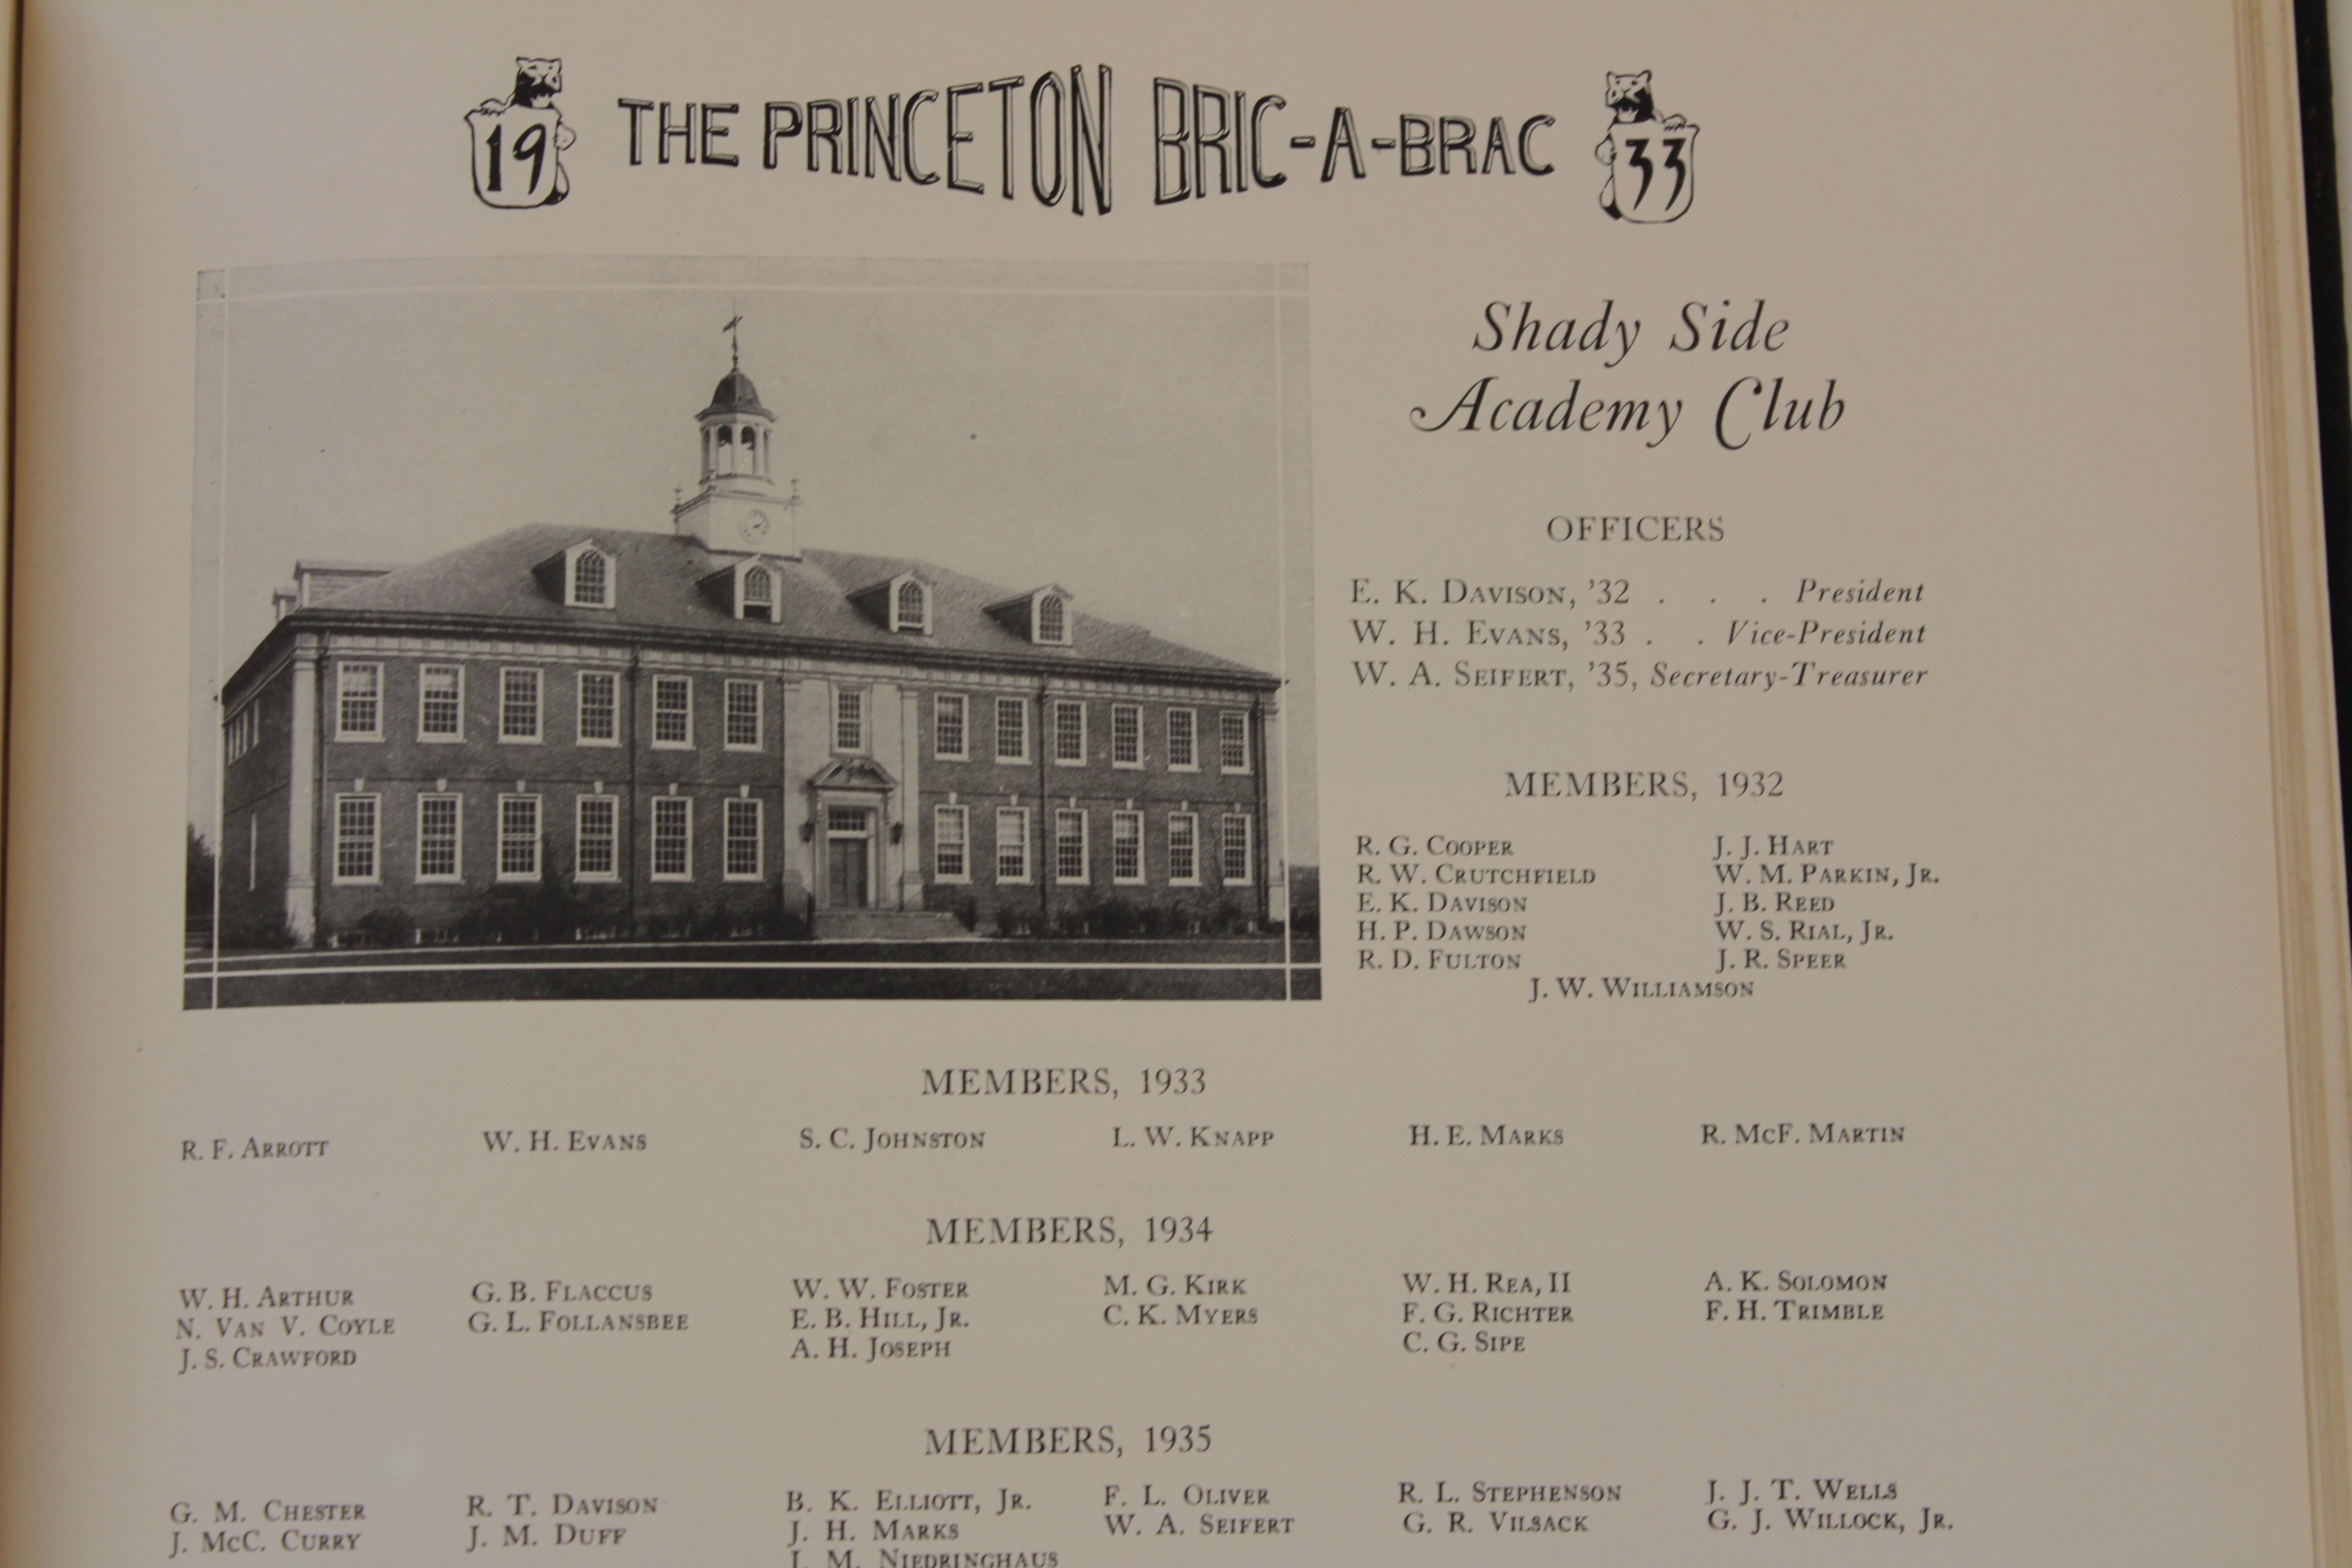 19 THE PRINCETON BRIC-A-BRAC 33
Shady Side
Academy Club
OFFICERS
E. K. DAVISON, '32 . . . President
W. H. EVANS, '33 . . Vice-President
W. A. SEIFERT, '35, Secretary-Treasurer
MEMBERS, 1932
R. G. COOPER J. J. HART
R. W. CRUTCHFIELD W. M. PARKIN, JR.
E. K. DAVISON J. B. REED
H. P. DAWSON W. S. RIAL, JR.
R. D. FULTON J. R. SPEER
J. W. WILLIAMSON
MEMBERS, 1933
R. F. ARROTT W. H. EVANS S. C. JOHNSTON L. W. KNAPP H. E. MARKS R. McF. MARTIN
MEMBERS, 1934
W. H. ARTHUR G. B. FLACCUS W. W. FOSTER M. G. KIRK W. H. REA, II A. K. SOLOMON
N. VAN V. COYLE G. L. FOLLANSBEE E. B. HILL, JR. C. K. MYERS F. G. RICHTER F. H. TRIMBLE
J. S. CRAWFORD A. H. JOSEPH C. G. SIPE
MEMBERS, 1935
G. M. CHESTER R. T. DAVISON B. K. ELLIOTT, JR. F. L. OLIVER R. L. STEPHENSON J. J. T. WELLS
J. McC. CURRY J. M. DUFF J. H. MARKS W. A. SEIFERT G. R. VILSACK G. J. WILLOCK, JR.
M. NIEDRINGHAUS